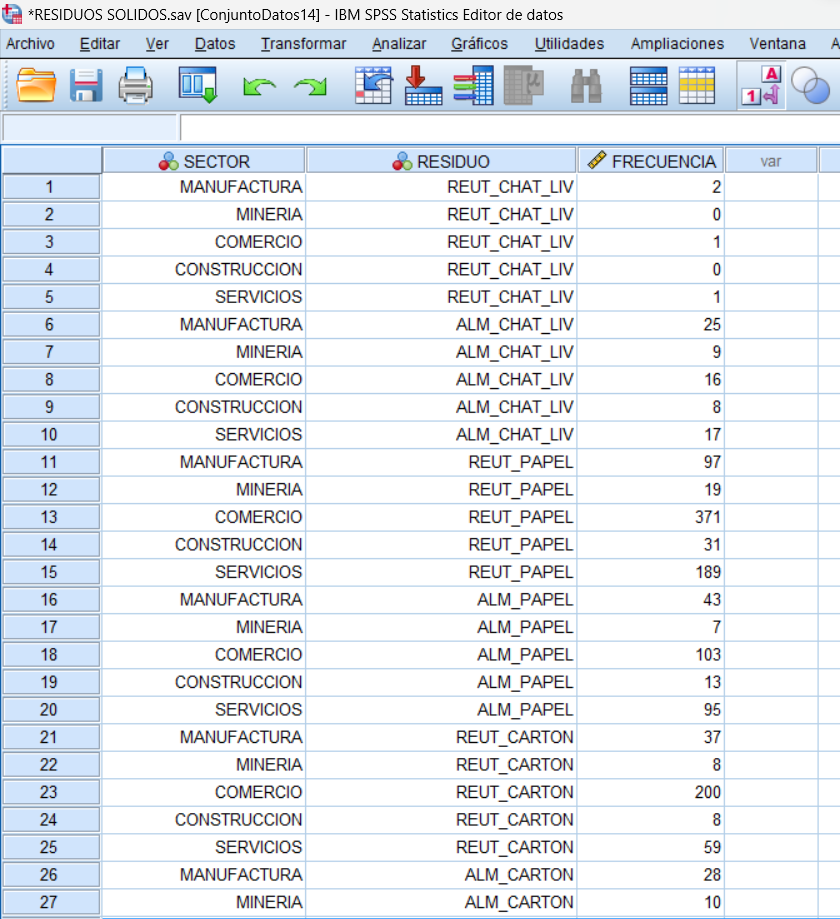 *RESIDUOS SOLIDOS.sav [ConjuntoDatos14] - IBM SPSS Statistics Editor de datos
Archivo Editar Ver Datos Transformar Analizar Gráficos Utilidades Ampliaciones Ventana A
SECTOR RESIDUO FRECUENCIA var
1 MANUFACTURA REUT_CHAT_LIV 2
2 MINERIA REUT_CHAT_LIV 0
3 COMERCIO REUT_CHAT_LIV 1
4 CONSTRUCCION REUT_CHAT_LIV 0
5 SERVICIOS REUT_CHAT_LIV 1
6 MANUFACTURA ALM_CHAT_LIV 25
7 MINERIA ALM_CHAT_LIV 9
8 COMERCIO ALM_CHAT_LIV 16
9 CONSTRUCCION ALM_CHAT_LIV 8
10 SERVICIOS ALM_CHAT_LIV 17
11 MANUFACTURA REUT_PAPEL 97
12 MINERIA REUT_PAPEL 19
13 COMERCIO REUT_PAPEL 371
14 CONSTRUCCION REUT_PAPEL 31
15 SERVICIOS REUT_PAPEL 189
16 MANUFACTURA ALM_PAPEL 43
17 MINERIA ALM_PAPEL 7
18 COMERCIO ALM_PAPEL 103
19 CONSTRUCCION ALM_PAPEL 13
20 SERVICIOS ALM_PAPEL 95
21 MANUFACTURA REUT_CARTON 37
22 MINERIA REUT_CARTON 8
23 COMERCIO REUT_CARTON 200
24 CONSTRUCCION REUT_CARTON 8
25 SERVICIOS REUT_CARTON 59
26 MANUFACTURA ALM_CARTON 28
27 MINERIA ALM_CARTON 10